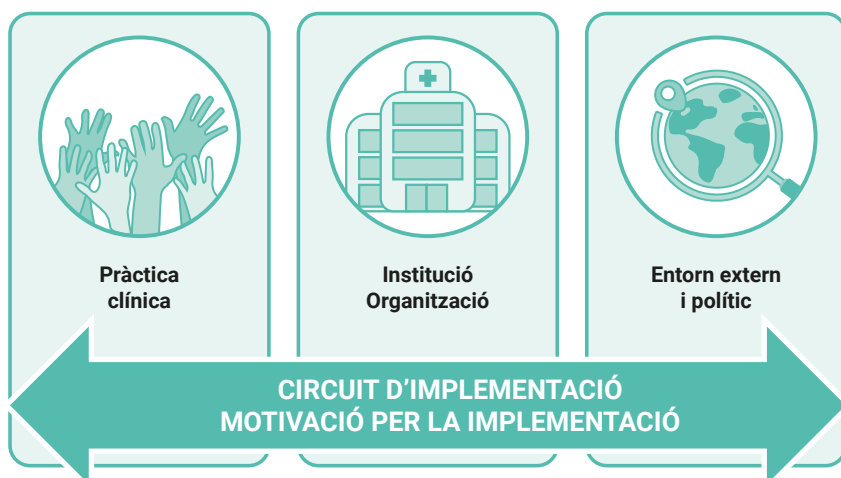 Pràctica
clínica
Institució
Organització
Entorn extern
i polític
CIRCUIT D’IMPLEMENTACIÓ
MOTIVACIÓ PER LA IMPLEMENTACIÓ